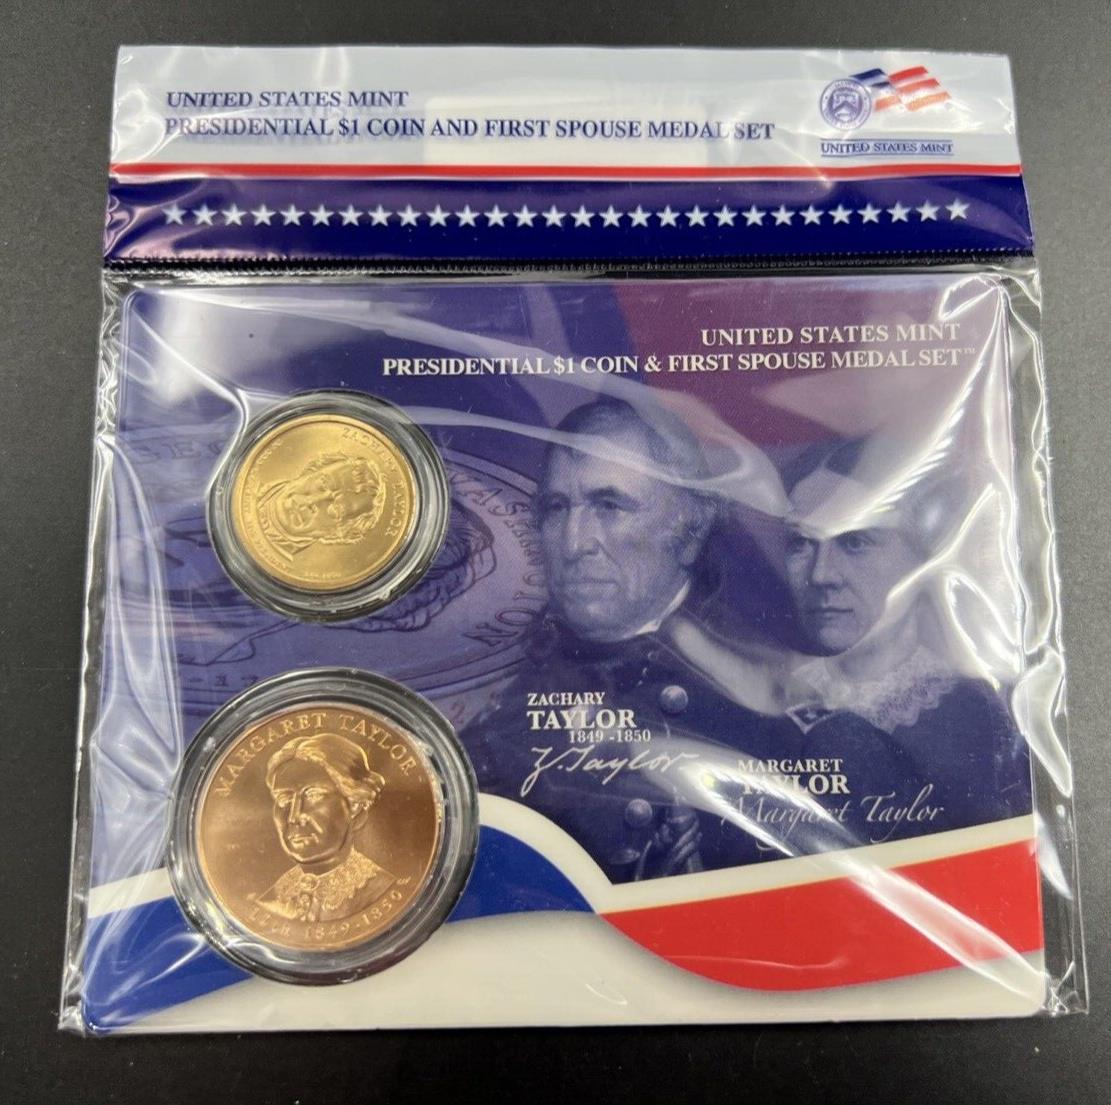 UNITED STATES MINT
PRESIDENTIAL $1 COIN AND FIRST SPOUSE MEDAL SET
UNITED STATES MINT
UNITED STATES MINT
PRESIDENTIAL $1 COIN & FIRST SPOUSE MEDAL SET™
ZACHARY TAYLOR
WASHINGTON
ZACHARY
TAYLOR
1849 -1850
Z. Taylor
MARGARET
TAYLOR
Margaret Taylor
MARGARET TAYLOR
12TH 1849-1850